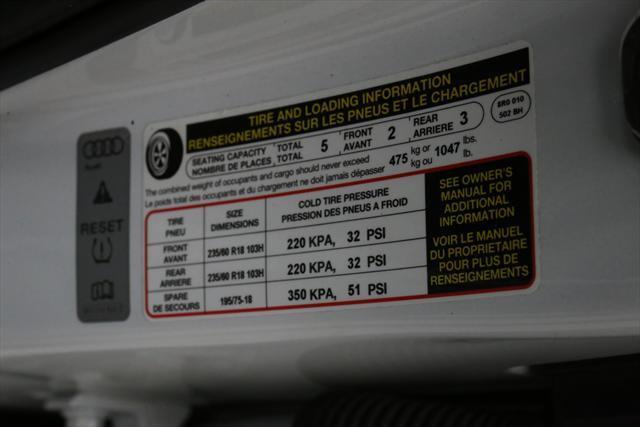 Audi
RESET
TIRE AND LOADING INFORMATION
RENSEIGNEMENTS SUR LES PNEUS ET LE CHARGEMENT
SEATING CAPACITY TOTAL 5 FRONT 2 REAR 3
NOMBRE DE PLACES TOTAL AVANT ARRIERE
8R0 010
502 BH
The combined weight of occupants and cargo should never exceed 475 kg or 1047 lbs.
Le poids total des occupants et du chargement ne doit jamais dépasser kg ou lb.
TIRE SIZE COLD TIRE PRESSURE
PNEU DIMENSIONS PRESSION DES PNEUS A FROID
FRONT
AVANT 235/60 R18 103H 220 KPA, 32 PSI
REAR
ARRIERE 235/60 R18 103H 220 KPA, 32 PSI
SPARE
DE SECOURS 195/75-18 350 KPA, 51 PSI
SEE OWNER'S
MANUAL FOR
ADDITIONAL
INFORMATION
VOIR LE MANUEL
DU PROPRIETAIRE
POUR PLUS DE
RENSEIGNEMENTS